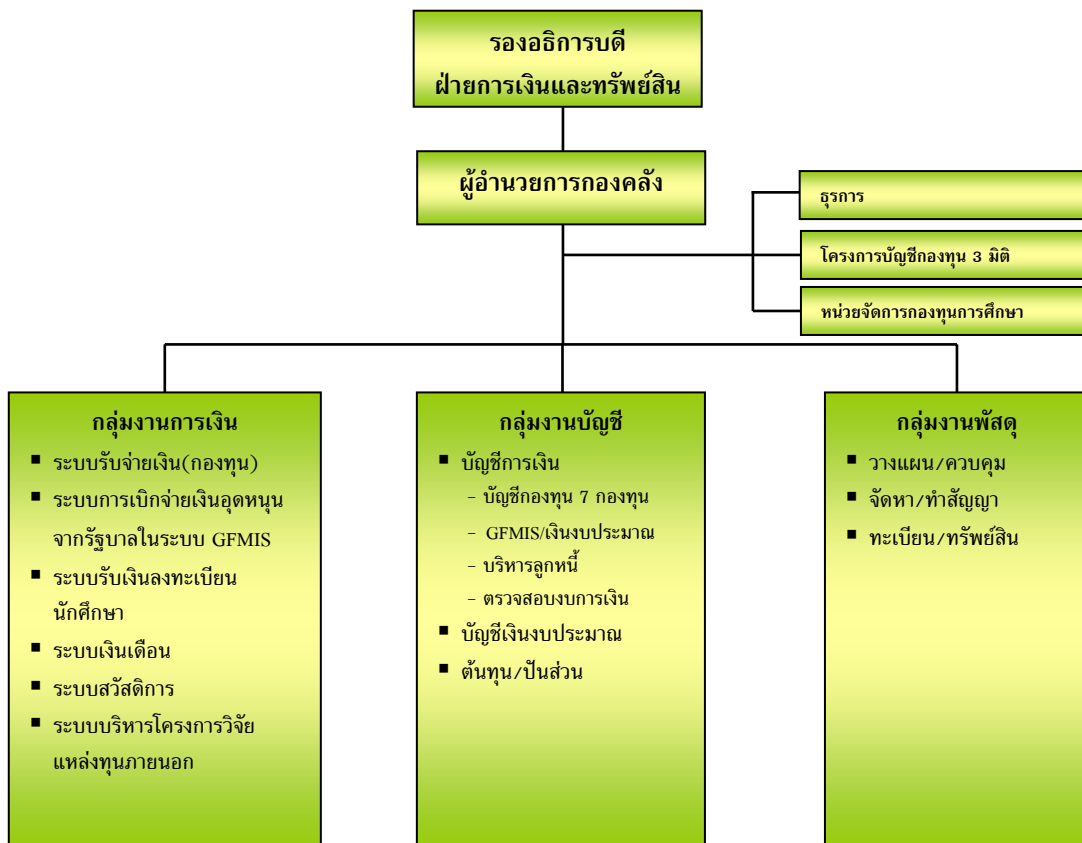 รองอธิการบดี
ฝ่ายการเงินและทรัพย์สิน
ผู้อำนวยการกองคลัง
ธุรการ
โครงการบัญชีกองทุน 3 มิติ
หน่วยจัดการกองทุนการศึกษา
กลุ่มงานการเงิน
▪ ระบบรับจ่ายเงิน(กองทุน)
▪ ระบบการเบิกจ่ายเงินอุดหนุน
จากรัฐบาลในระบบ GFMIS
▪ ระบบรับเงินลงทะเบียน
นักศึกษา
▪ ระบบเงินเดือน
▪ ระบบสวัสดิการ
▪ ระบบบริหารโครงการวิจัย
แหล่งทุนภายนอก
กลุ่มงานบัญชี
▪ บัญชีการเงิน
- บัญชีกองทุน 7 กองทุน
- GFMIS/เงินงบประมาณ
- บริหารลูกหนี้
- ตรวจสอบงบการเงิน
▪ บัญชีเงินงบประมาณ
▪ ต้นทุน/ปันส่วน
กลุ่มงานพัสดุ
▪ วางแผน/ควบคุม
▪ จัดหา/ทำสัญญา
▪ ทะเบียน/ทรัพย์สิน